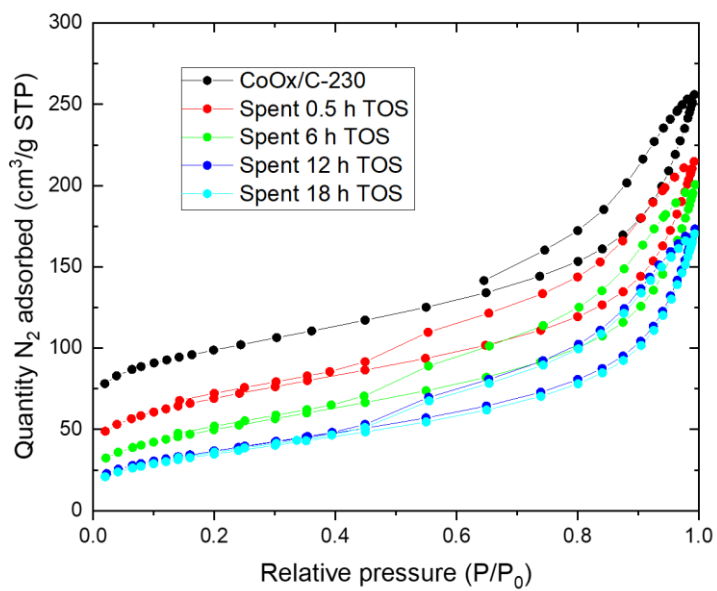 300
250
200
150
100
50
0
Quantity N₂ adsorbed (cm³/g STP)
CoOx/C-230
Spent 0.5 h TOS
Spent 6 h TOS
Spent 12 h TOS
Spent 18 h TOS
0.0 0.2 0.4 0.6 0.8 1.0
Relative pressure (P/P₀)